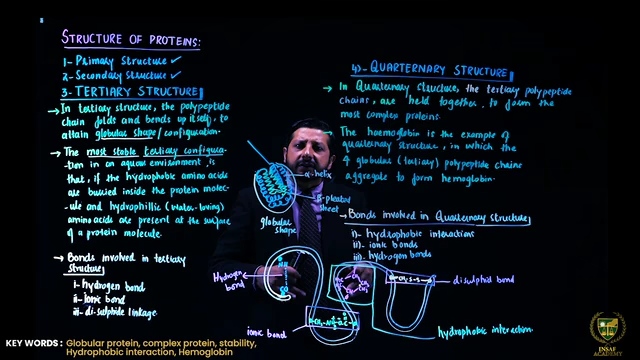 STRUCTURE OF PROTEINS:
1- Primary Structure ✓
2- Secondary Structure ✓
3- TERTIARY STRUCTURE
→ In tertiary structure, the polypeptide
chain folds and bends up itself, to
attain globular shape/configuration.
→ The most stable tertiary configura-
tion in an aqueous environment, is
that, if the hydrophobic amino acids
are burried inside the protein molec-
-ule and hydrophillic (water-loving)
amino acids are present at the surface
of a protein molecule.
→ Bonds involved in tertiary
structure;
i- hydrogen bond
ii- ionic bond
iii- di-sulphide linkage.
4)- QUARTERNARY STRUCTURE
→ In Quarternary Structure, the tertiary polypeptide
chains, are held together, to form the
most complex proteins.
→ The haemoglobin is the example of
quarternary structure, in which the
4 globular (tertiary) polypeptide chains
aggregate to form hemoglobin.
α-helix
β-pleated
sheet
globular
shape
→ Bonds involved in Quarternary structure
i)- hydrophobic interactions
ii)- ionic bonds
iii)- hydrogen bonds
Hydrogen
bond
disulphid bond
ionic bond
hydrophobic interaction
KEY WORDS : Globular protein, complex protein, stability,
Hydrophobic interaction, Hemoglobin
INSAF
ACADEMY